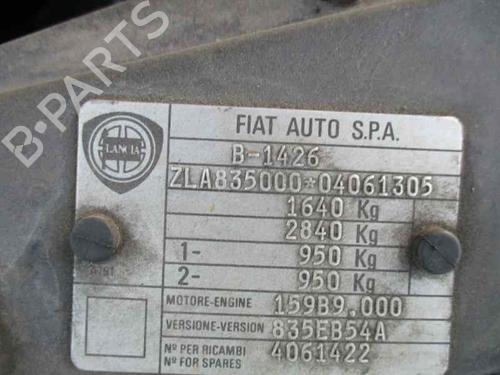 B-PARTS
LANCIA
FIAT AUTO S.P.A.
B-1426
ZLA835000*04061305
1640 Kg
2840 Kg
1- 950 Kg
2- 950 Kg
MOTORE-ENGINE 159B9.000
VERSIONE-VERSION 835EB54A
Nº PER RICAMBI
Nº FOR SPARES 4061422